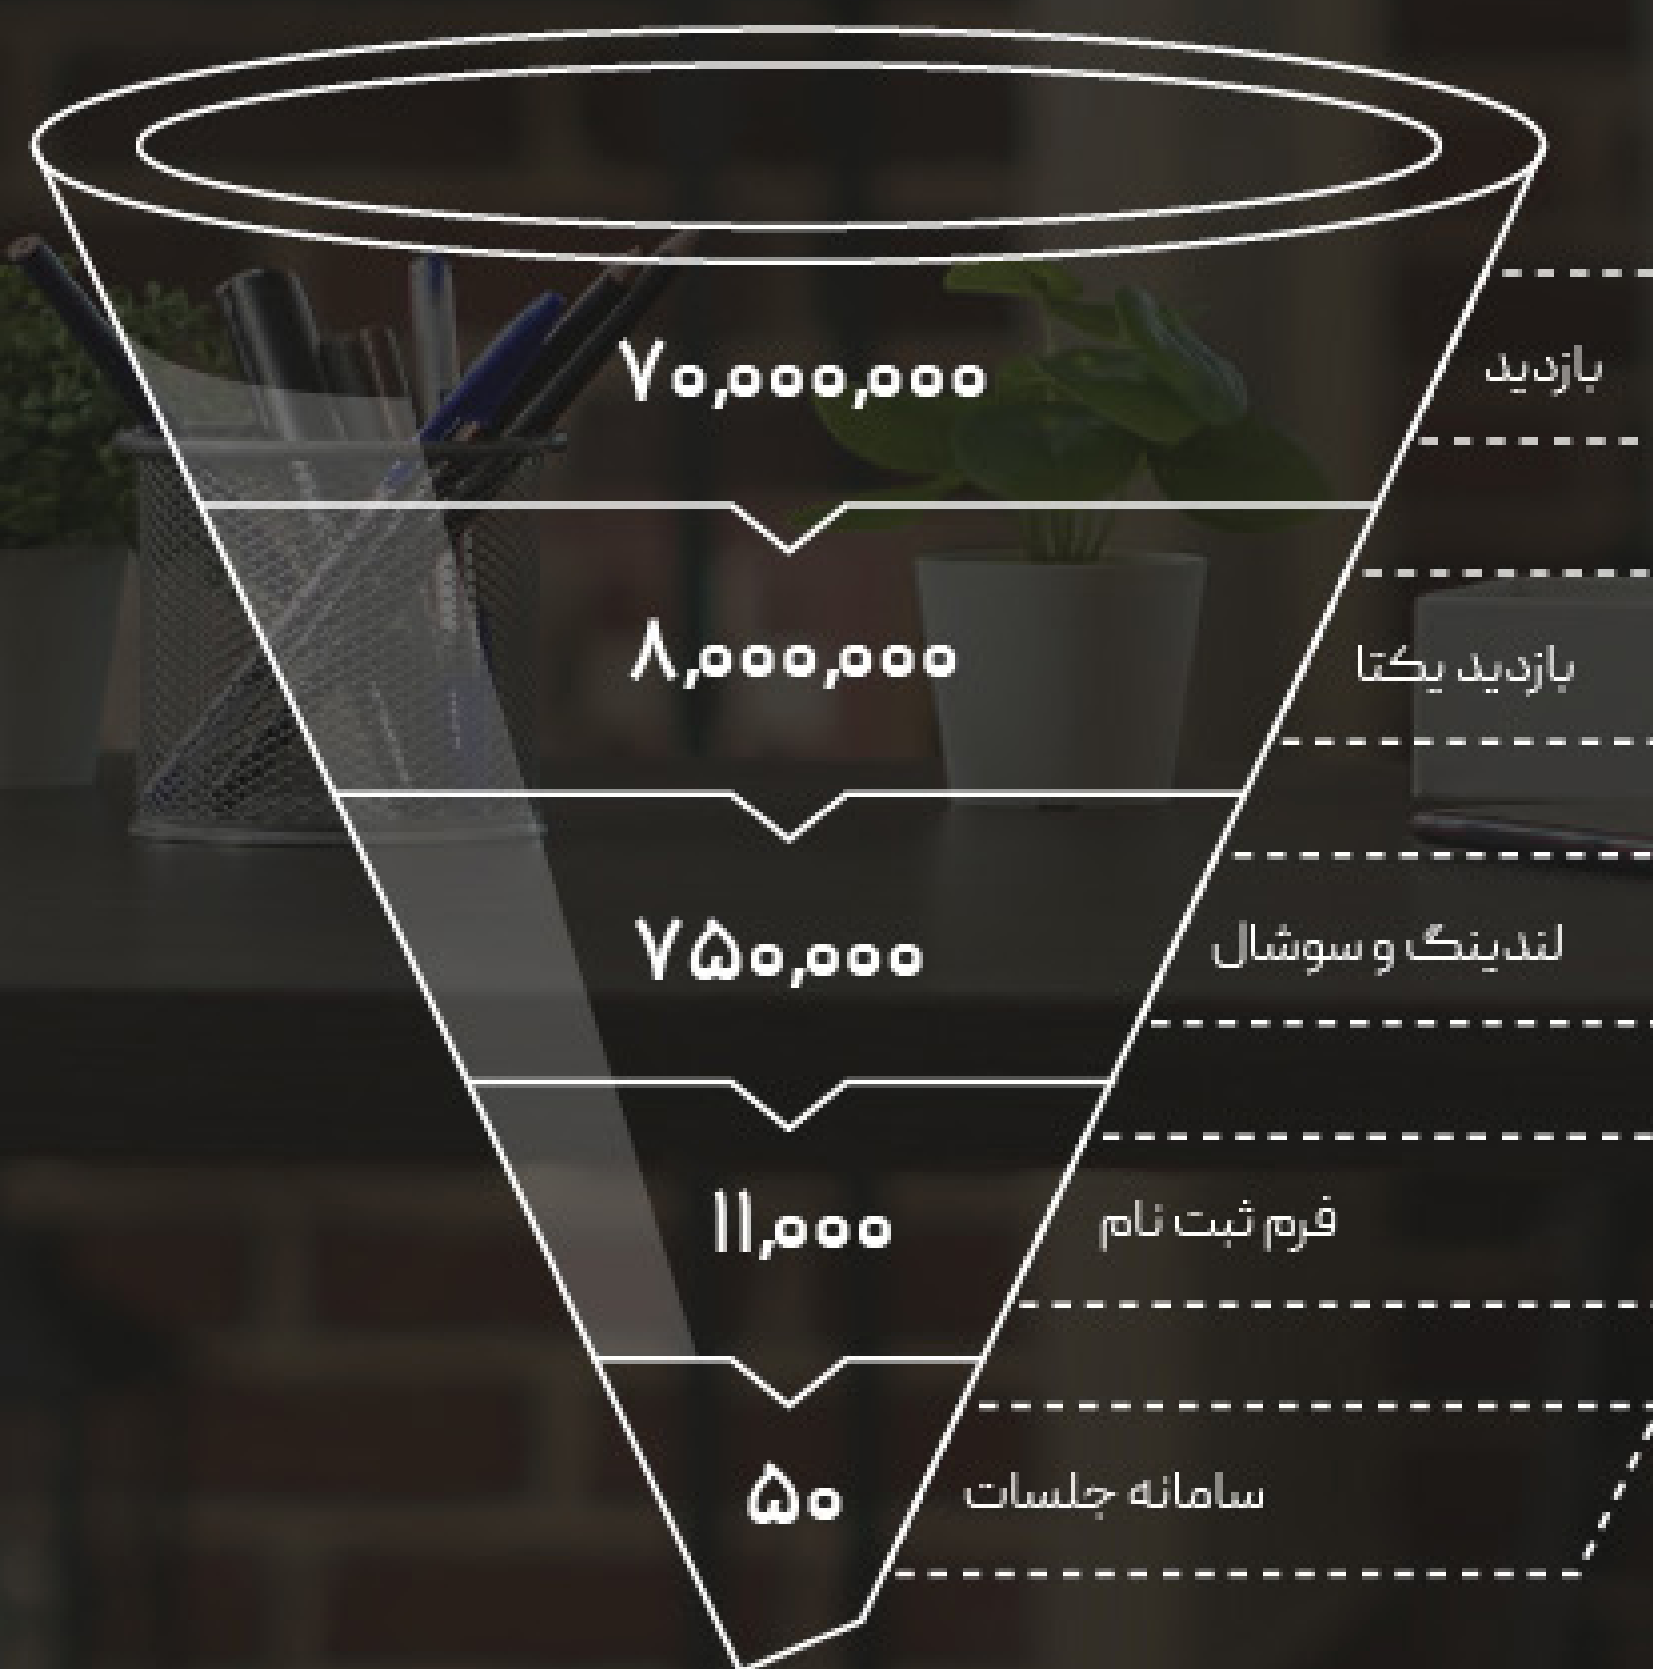 ۷۰,۰۰۰,۰۰۰
بازدید
۸,۰۰۰,۰۰۰
بازدید یکتا
۷۵۰,۰۰۰
لندینگ و سوشال
۱۱,۰۰۰
فرم ثبت نام
۵۰
سامانه جلسات